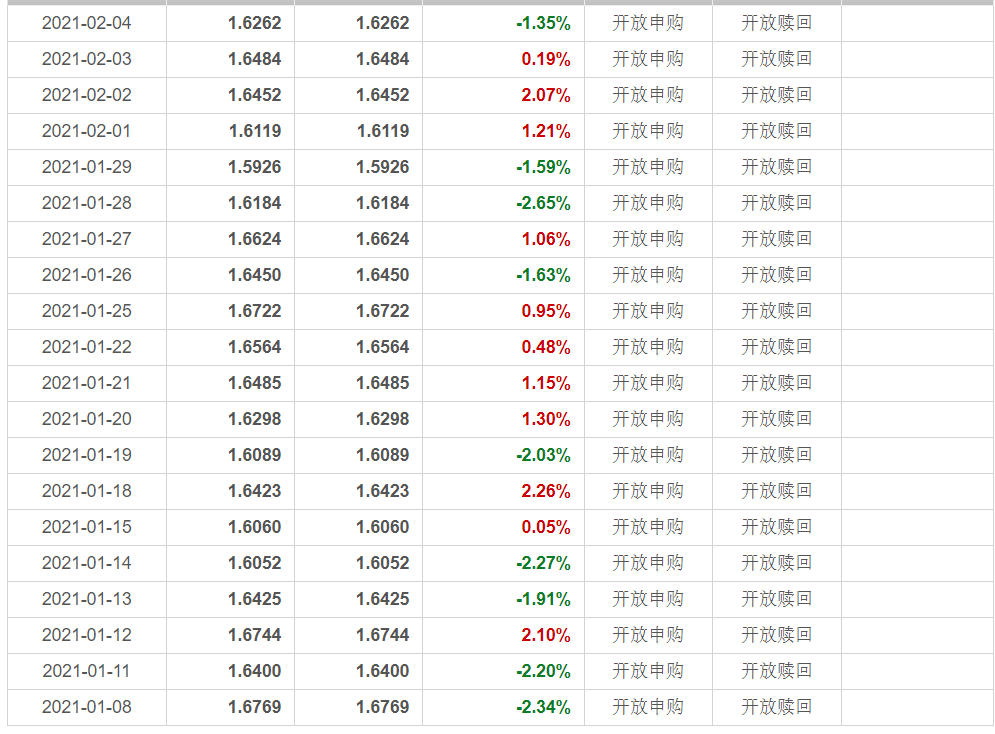 2021-02-04 1.6262 1.6262 -1.35% 开放申购 开放赎回
2021-02-03 1.6484 1.6484 0.19% 开放申购 开放赎回
2021-02-02 1.6452 1.6452 2.07% 开放申购 开放赎回
2021-02-01 1.6119 1.6119 1.21% 开放申购 开放赎回
2021-01-29 1.5926 1.5926 -1.59% 开放申购 开放赎回
2021-01-28 1.6184 1.6184 -2.65% 开放申购 开放赎回
2021-01-27 1.6624 1.6624 1.06% 开放申购 开放赎回
2021-01-26 1.6450 1.6450 -1.63% 开放申购 开放赎回
2021-01-25 1.6722 1.6722 0.95% 开放申购 开放赎回
2021-01-22 1.6564 1.6564 0.48% 开放申购 开放赎回
2021-01-21 1.6485 1.6485 1.15% 开放申购 开放赎回
2021-01-20 1.6298 1.6298 1.30% 开放申购 开放赎回
2021-01-19 1.6089 1.6089 -2.03% 开放申购 开放赎回
2021-01-18 1.6423 1.6423 2.26% 开放申购 开放赎回
2021-01-15 1.6060 1.6060 0.05% 开放申购 开放赎回
2021-01-14 1.6052 1.6052 -2.27% 开放申购 开放赎回
2021-01-13 1.6425 1.6425 -1.91% 开放申购 开放赎回
2021-01-12 1.6744 1.6744 2.10% 开放申购 开放赎回
2021-01-11 1.6400 1.6400 -2.20% 开放申购 开放赎回
2021-01-08 1.6769 1.6769 -2.34% 开放申购 开放赎回